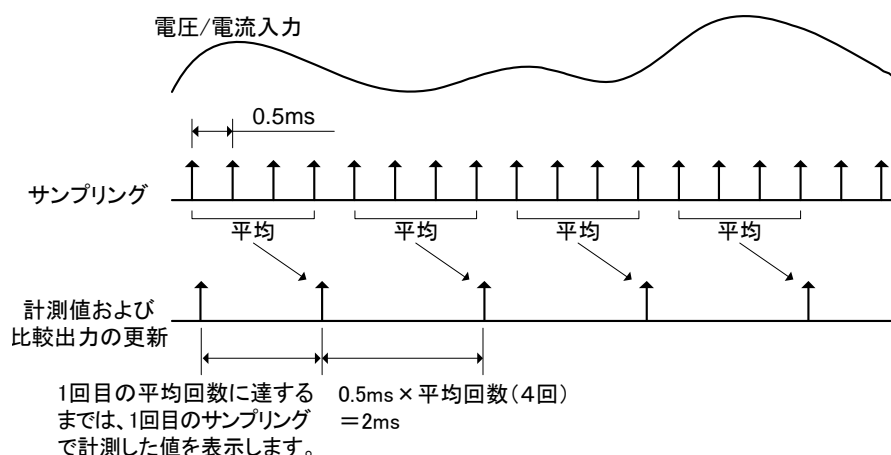 電圧/電流入力
0.5ms
サンプリング
平均
平均
平均
平均
計測値および
比較出力の更新
1回目の平均回数に達する
までは、1回目のサンプリング
で計測した値を表示します。
0.5ms×平均回数(4回)
＝2ms